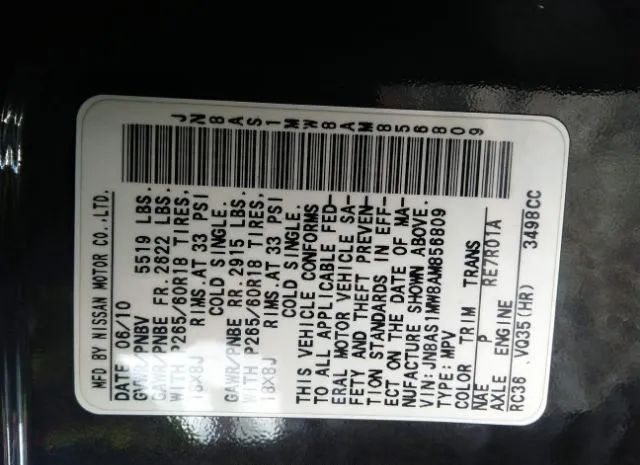 MFD BY NISSAN MOTOR CO.,LTD.
DATE 06/10
GVWR/PNBV 5519 LBS.
GAWR/PNBE FR. 2622 LBS.
WITH P265/60R18 TIRES,
18X8J RIMS.AT 33 PSI
COLD SINGLE.
GAWR/PNBE RR. 2915 LBS.
WITH P265/60R18 TIRES,
18X8J RIMS.AT 33 PSI
COLD SINGLE.
THIS VEHICLE CONFORMS
TO ALL APPLICABLE FED-
ERAL MOTOR VEHICLE SA-
FETY AND THEFT PREVEN-
TION STANDARDS IN EFF-
ECT ON THE DATE OF MA-
NUFACTURE SHOWN ABOVE.
VIN: JN8AS1MW8AM856809
TYPE: MPV
COLOR TRIM TRANS
NAE P RE7R01A
AXLE ENGINE
RC36 VQ35(HR) 3498CC
JN8AS1MW8AM856809